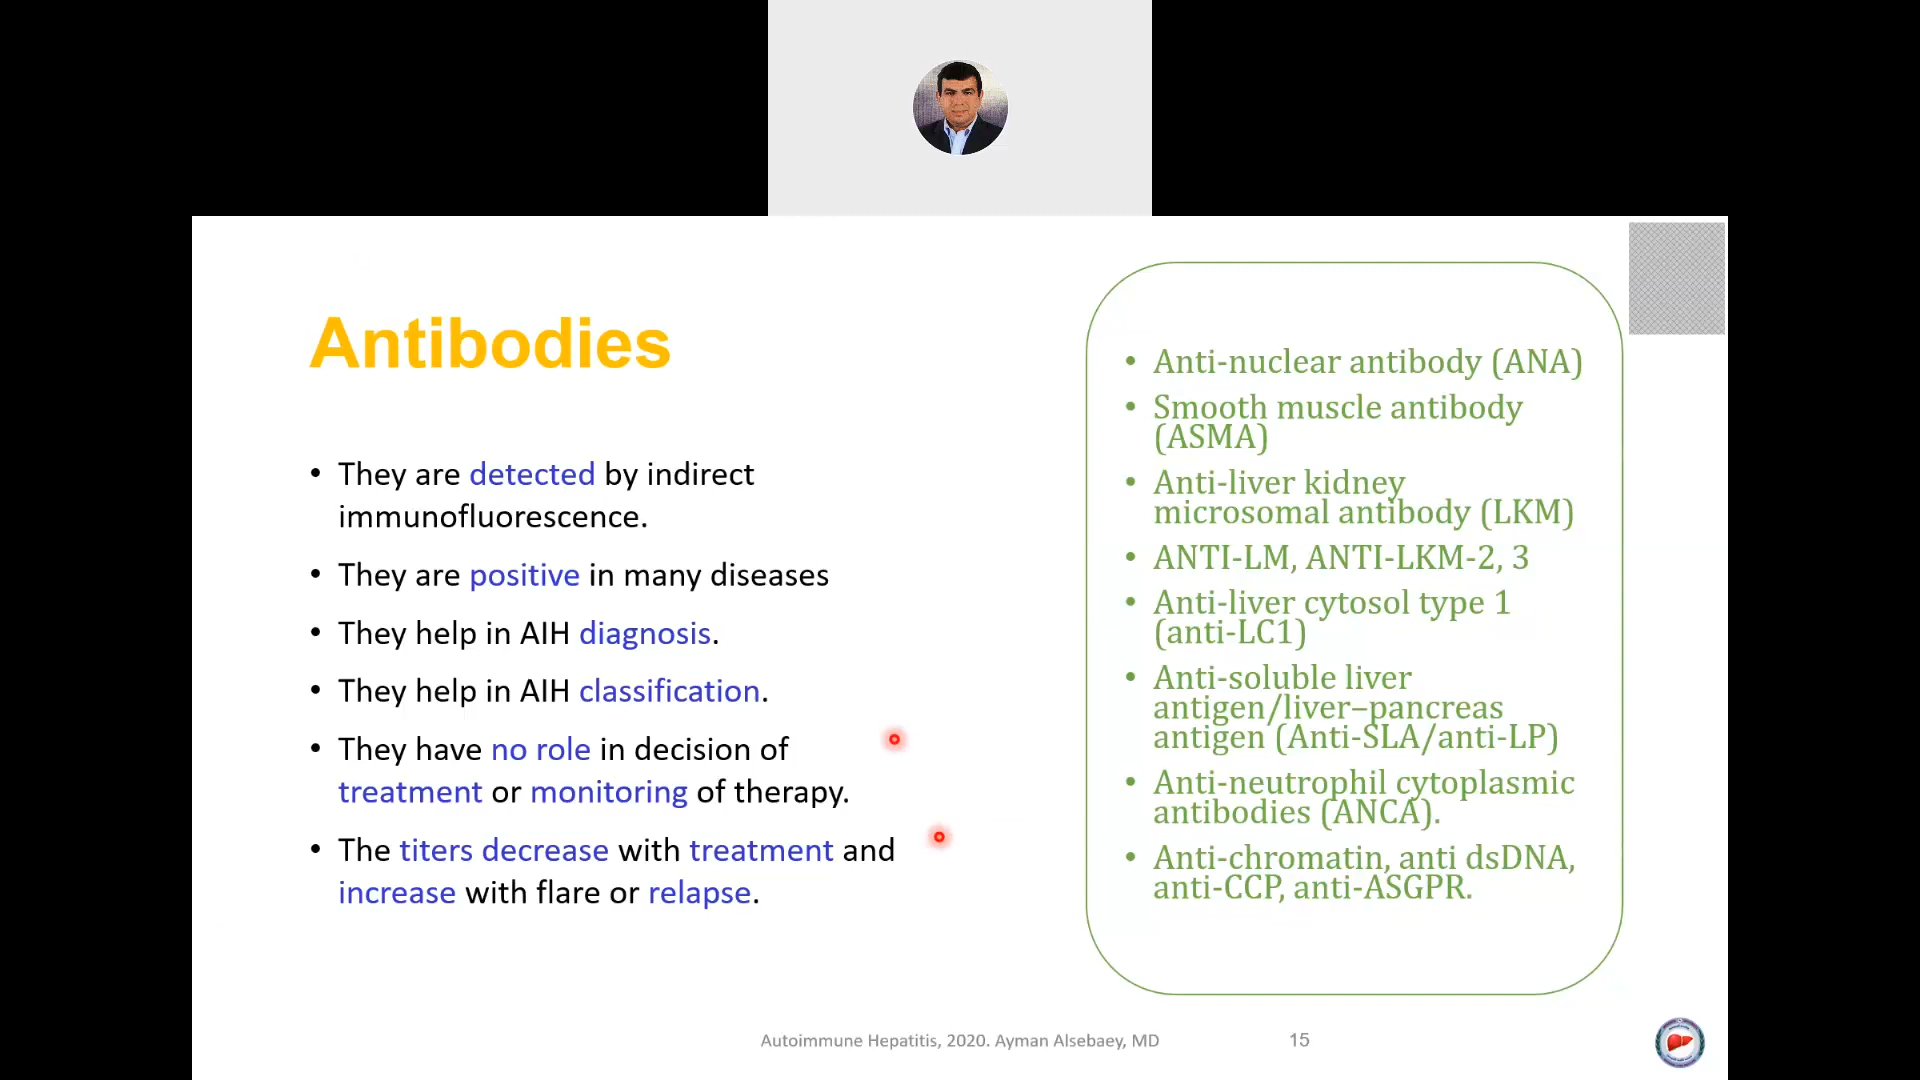 Antibodies
• They are detected by indirect
immunofluorescence.
• They are positive in many diseases
• They help in AIH diagnosis.
• They help in AIH classification.
• They have no role in decision of
treatment or monitoring of therapy.
• The titers decrease with treatment and
increase with flare or relapse.
• Anti-nuclear antibody (ANA)
• Smooth muscle antibody
(ASMA)
• Anti-liver kidney
microsomal antibody (LKM)
• ANTI-LM, ANTI-LKM-2, 3
• Anti-liver cytosol type 1
(anti-LC1)
• Anti-soluble liver
antigen/liver–pancreas
antigen (Anti-SLA/anti-LP)
• Anti-neutrophil cytoplasmic
antibodies (ANCA).
• Anti-chromatin, anti dsDNA,
anti-CCP, anti-ASGPR.
Autoimmune Hepatitis, 2020. Ayman Alsebaey, MD
15